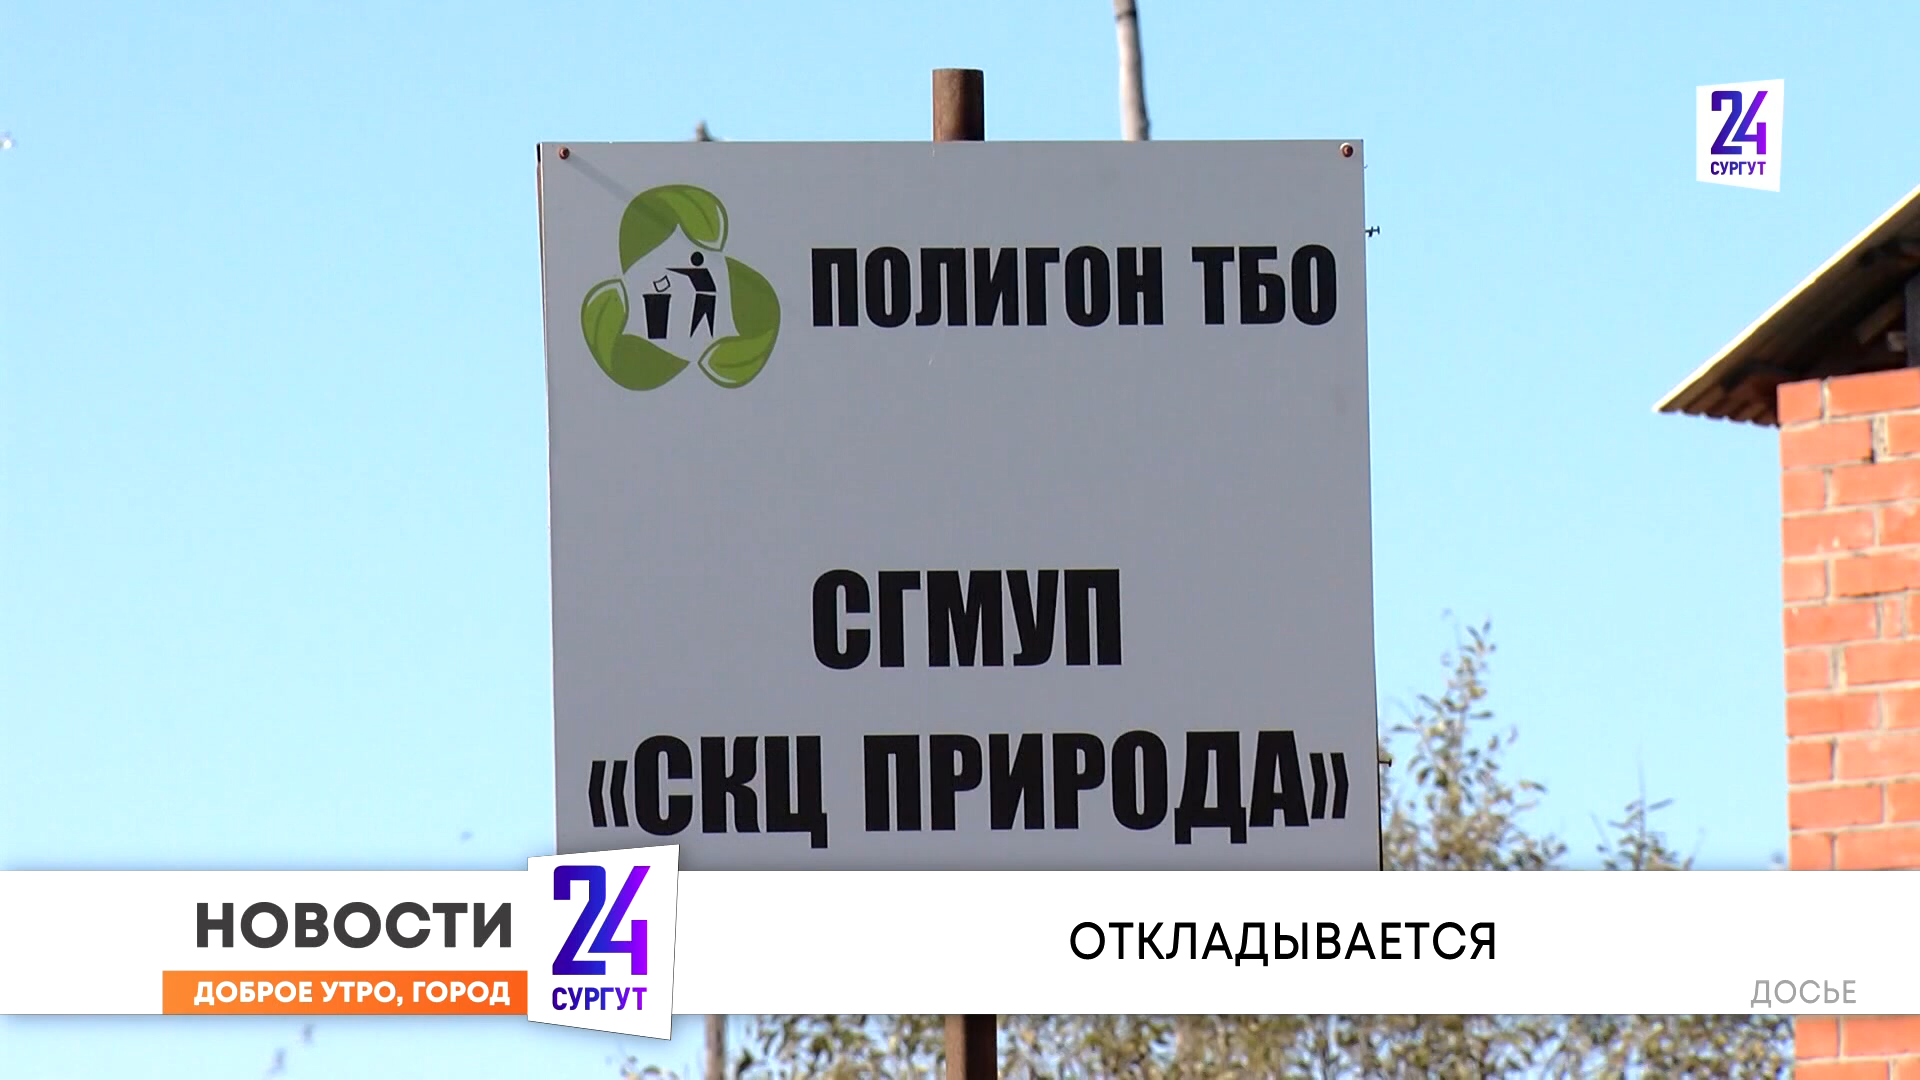 24
СУРГУТ
ПОЛИГОН ТБО
СГМУП
«СКЦ ПРИРОДА»
НОВОСТИ
ДОБРОЕ УТРО, ГОРОД
24
СУРГУТ
ОТКЛАДЫВАЕТСЯ
ДОСЬЕ